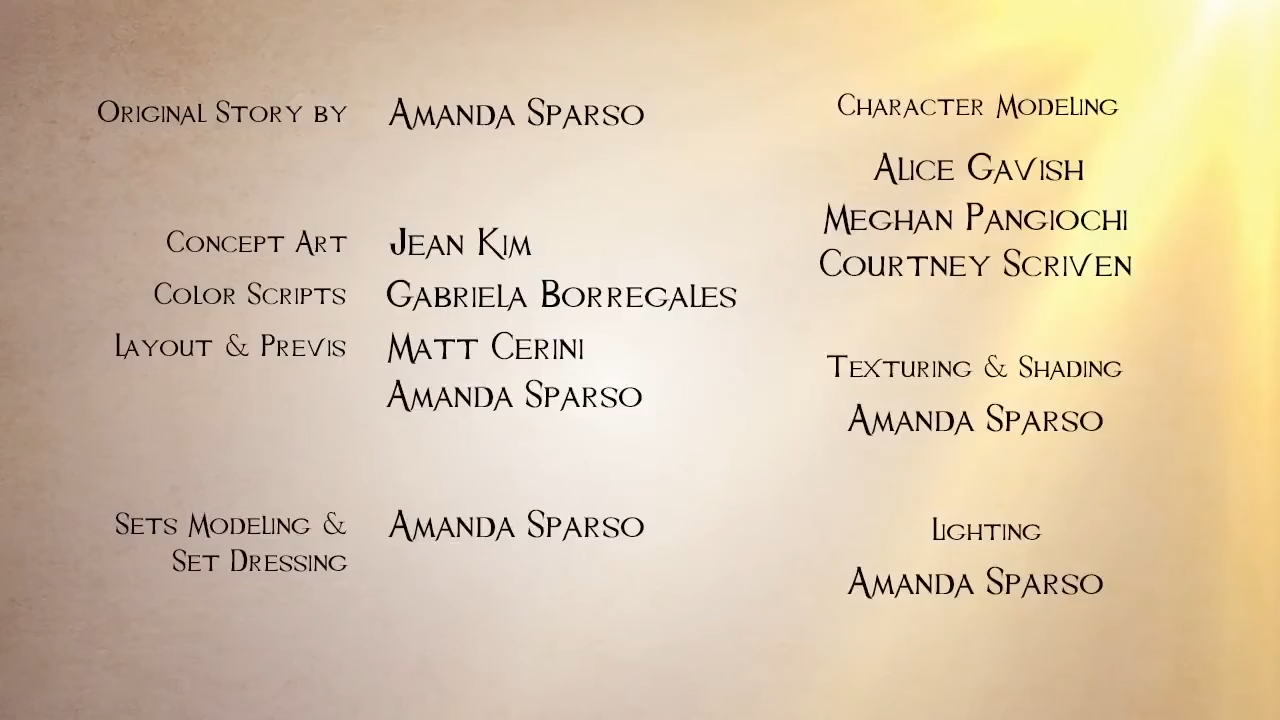 Original Story by Amanda Sparso
Concept Art Jean Kim
Color Scripts Gabriela Borregales
Layout & Previs Matt Cerini
Amanda Sparso
Sets Modeling & Amanda Sparso
Set Dressing
Character Modeling
Alice Gavish
Meghan Pangiochi
Courtney Scriven
Texturing & Shading
Amanda Sparso
Lighting
Amanda Sparso